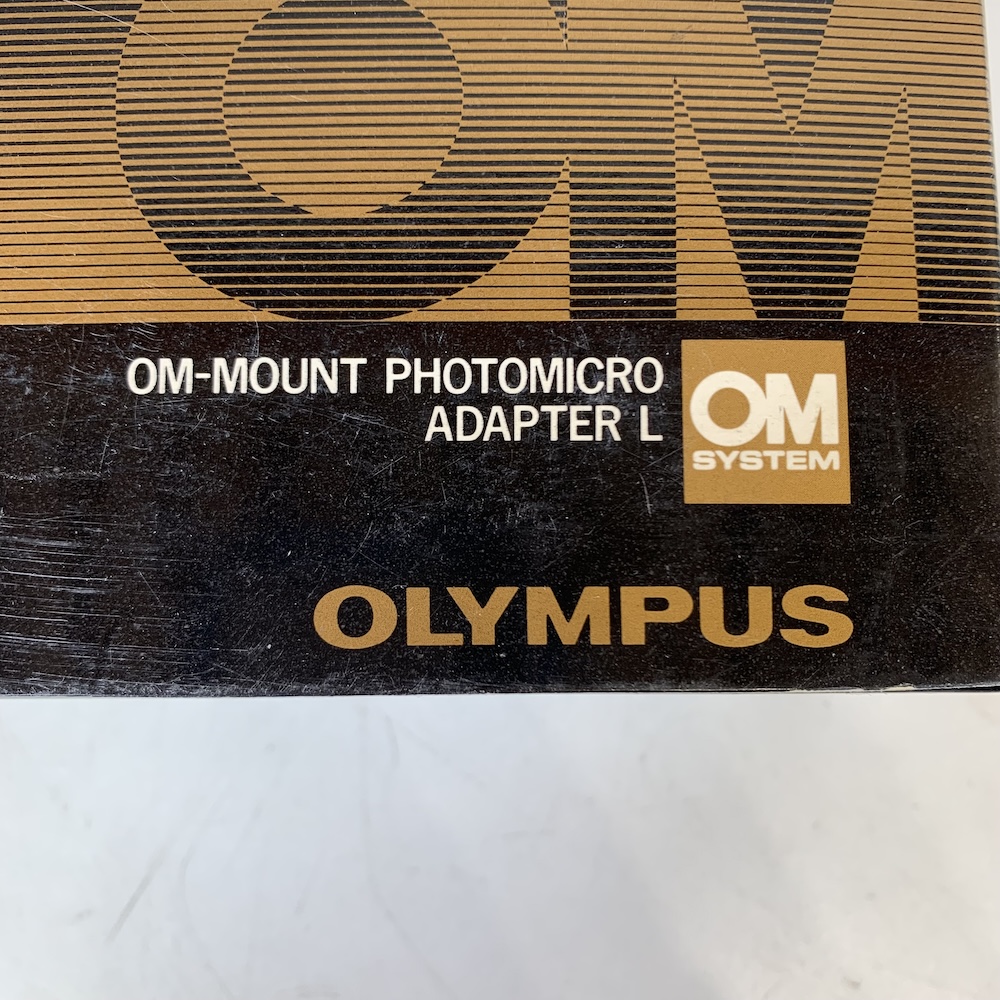 OM
OM-MOUNT PHOTOMICRO
ADAPTER L
OM
SYSTEM
OLYMPUS